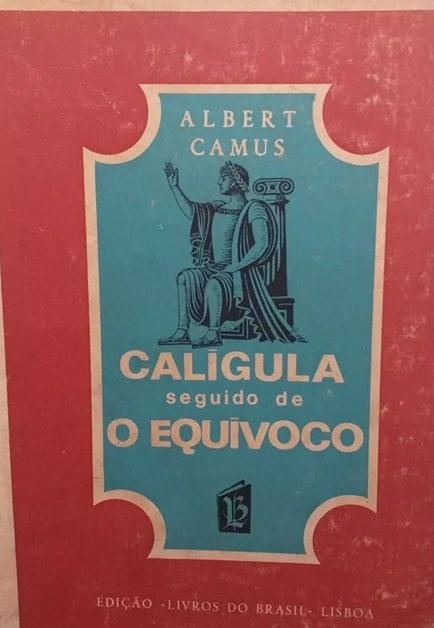 ALBERT
CAMUS
CALÍGULA
seguido de
O EQUÍVOCO
B
EDIÇÃO «LIVROS DO BRASIL» LISBOA